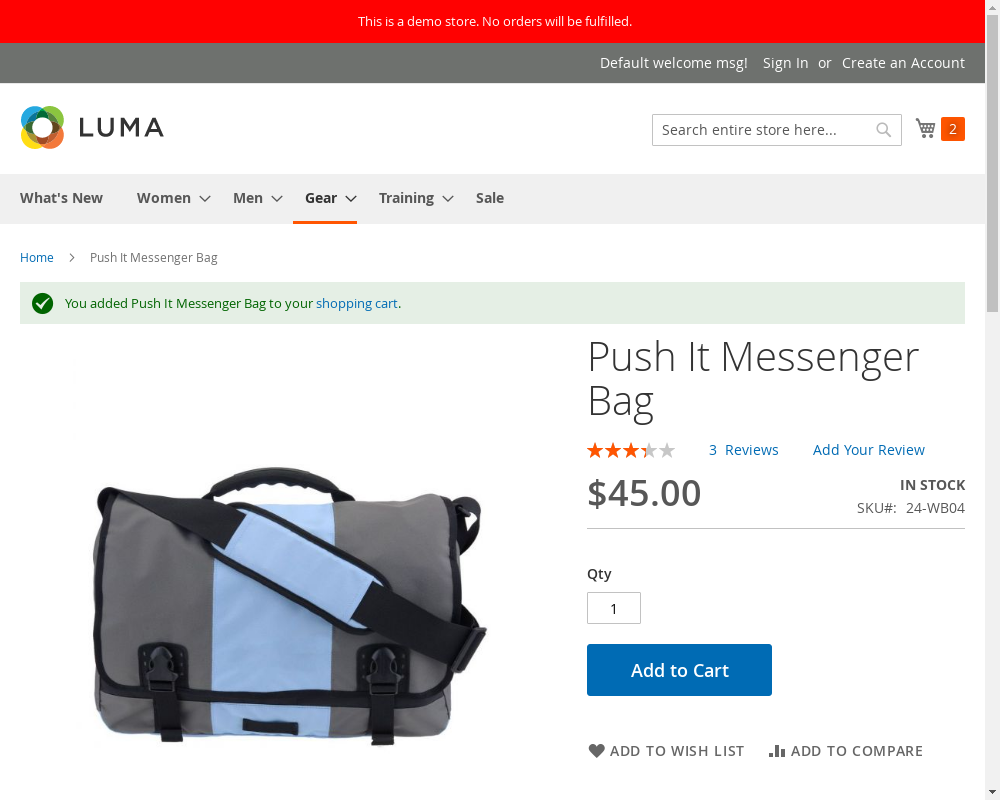 This is a demo store. No orders will be fulfilled.
Default welcome msg! Sign In or Create an Account
LUMA
Search entire store here...
2
What's New Women Men Gear Training Sale
Home Push It Messenger Bag
You added Push It Messenger Bag to your shopping cart.
Push It Messenger
Bag
3 Reviews Add Your Review
$45.00
IN STOCK
SKU#: 24-WB04
Qty
1
Add to Cart
ADD TO WISH LIST ADD TO COMPARE